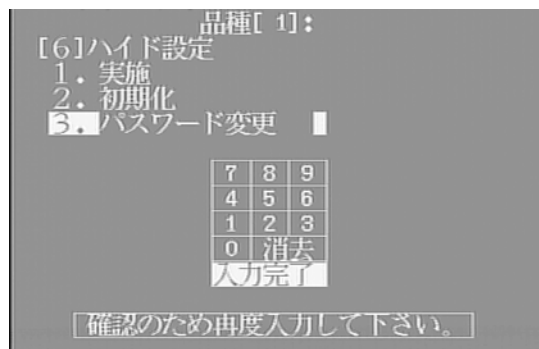 品種[ 1]:
[6]ハイド設定
1. 実施
2. 初期化
3. パスワード変更
7 8 9
4 5 6
1 2 3
0 消去
入力完了
確認のため再度入力して下さい。